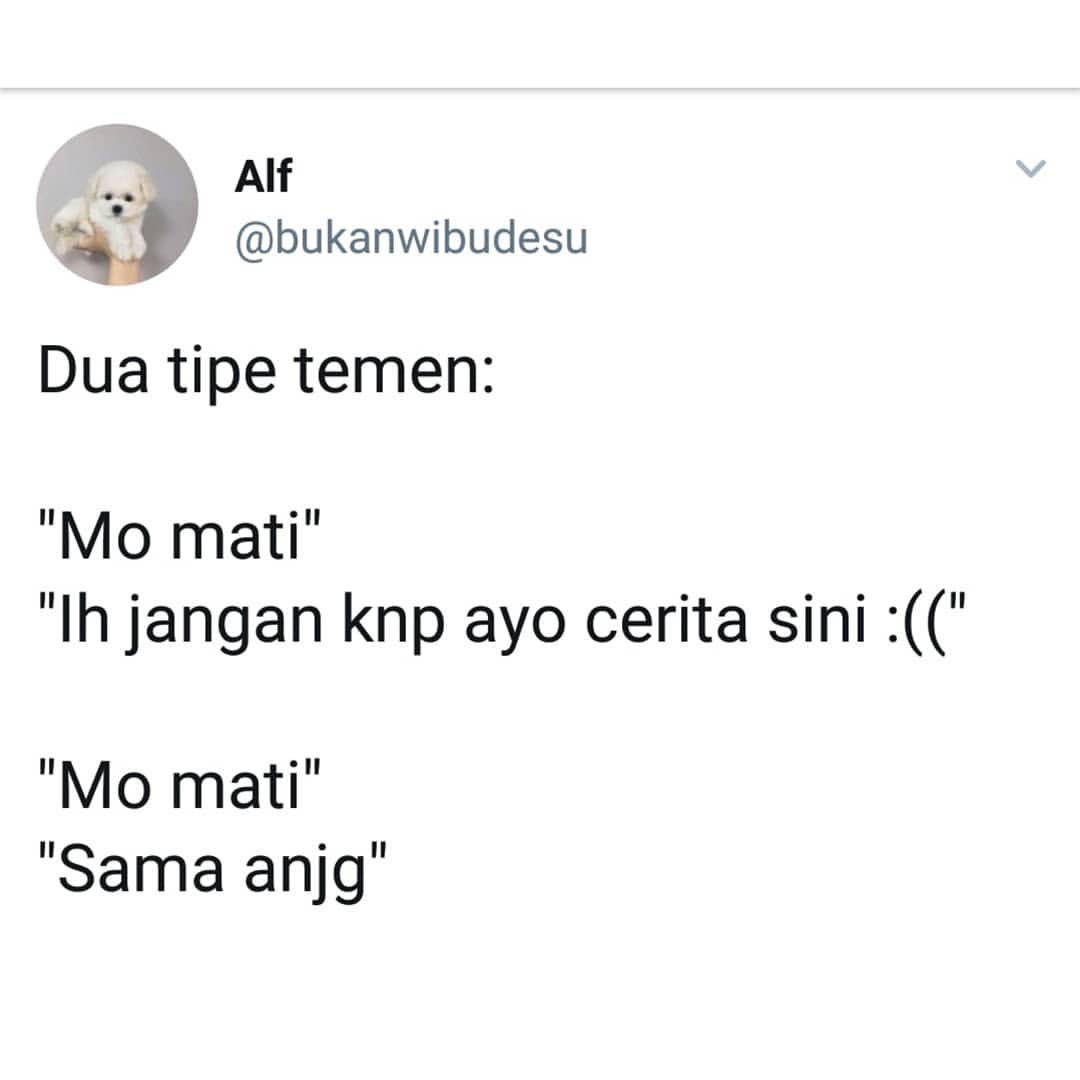 Alf
@bukanwibudesu
Dua tipe temen:
"Mo mati"
"Ih jangan knp ayo cerita sini :(("
"Mo mati"
"Sama anjg"